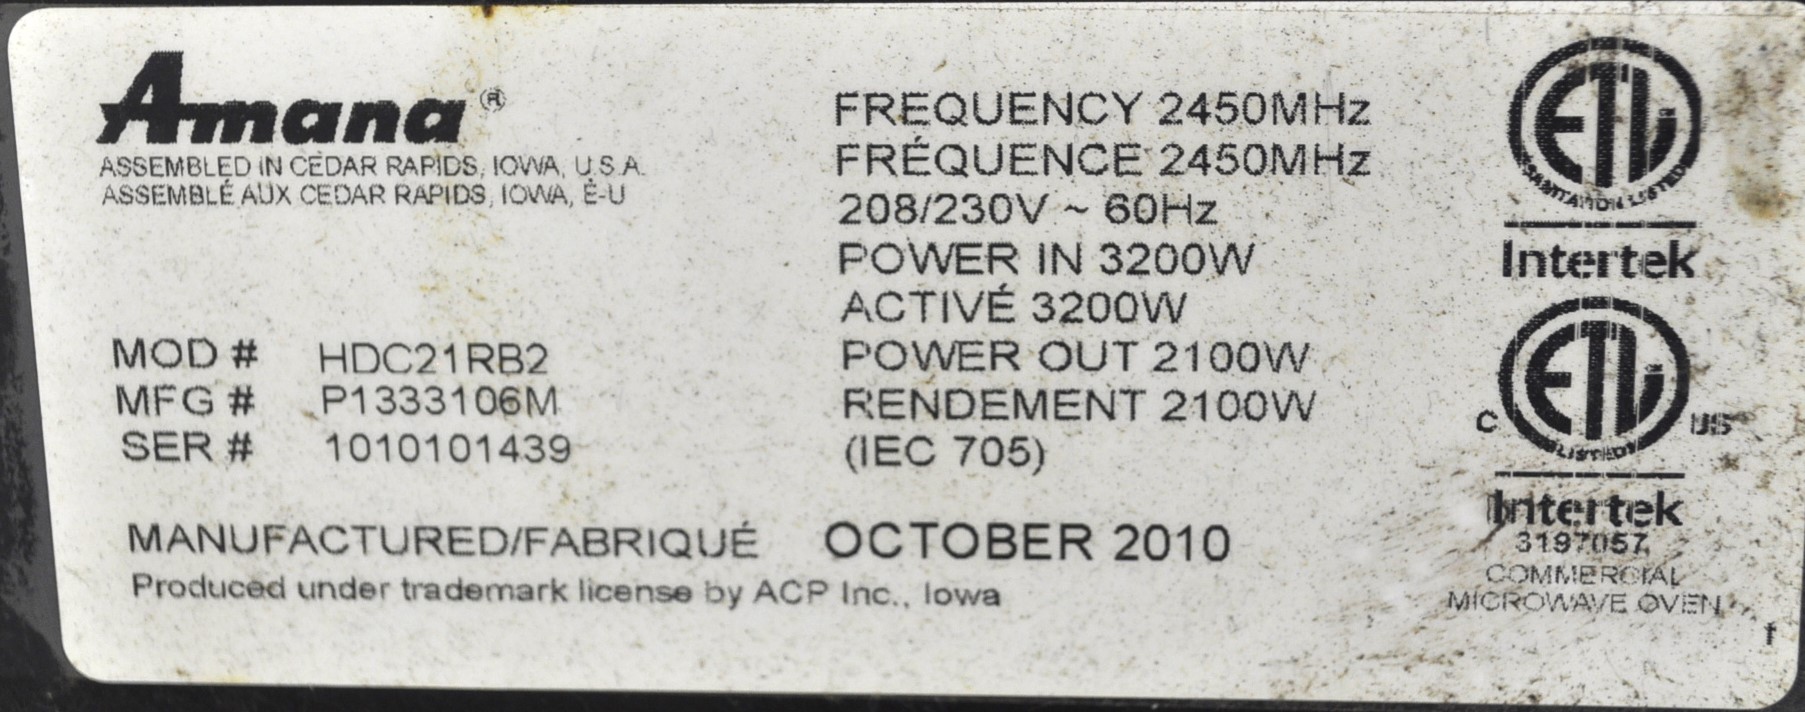 Amana®
ASSEMBLED IN CEDAR RAPIDS, IOWA, U.S.A.
ASSEMBLÉ AUX CEDAR RAPIDS, IOWA, É-U
MOD # HDC21RB2
MFG # P1333106M
SER # 1010101439
FREQUENCY 2450MHz
FRÉQUENCE 2450MHz
208/230V ~ 60Hz
POWER IN 3200W
ACTIVÉ 3200W
POWER OUT 2100W
RENDEMENT 2100W
(IEC 705)
MANUFACTURED/FABRIQUÉ OCTOBER 2010
Produced under trademark license by ACP Inc., Iowa
ETL
SANITATION LISTED
Intertek
C ETL US
LISTED
Intertek
3197057
COMMERCIAL
MICROWAVE OVEN
f